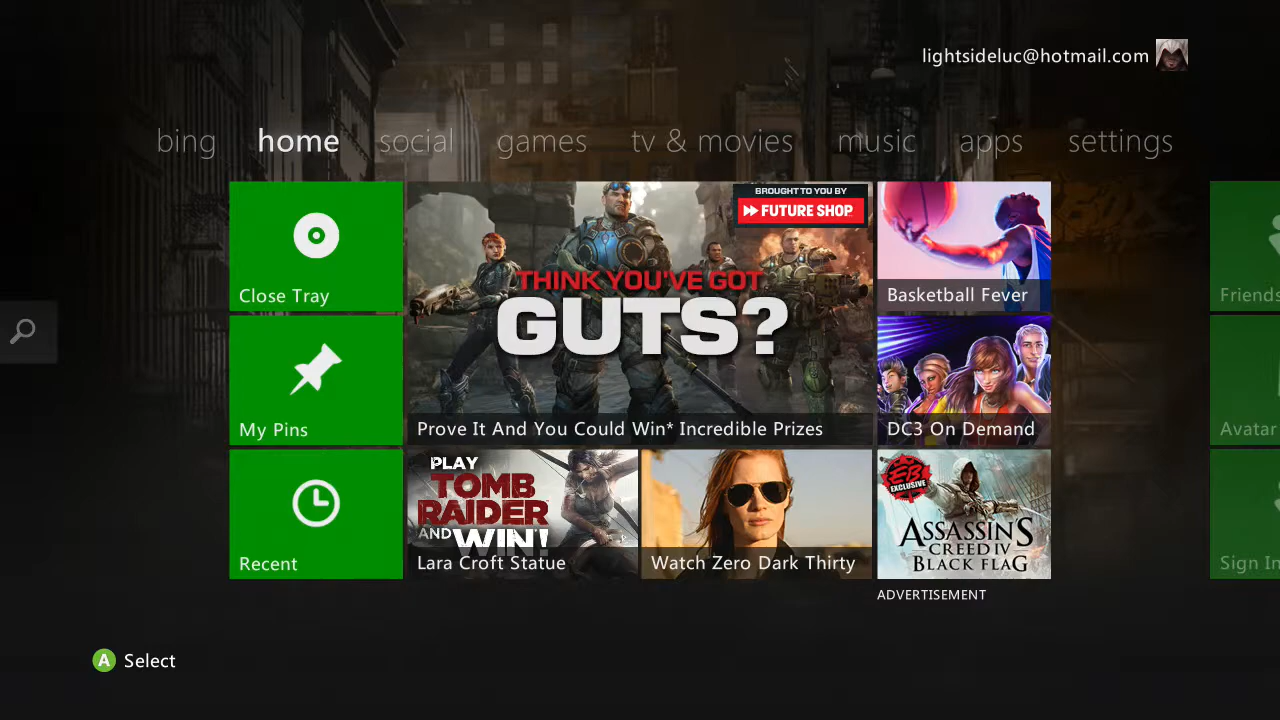 lightsideluc@hotmail.com
bing home social games tv & movies music apps settings
Close Tray
My Pins
Recent
BROUGHT TO YOU BY
FUTURE SHOP
THINK YOU'VE GOT
GUTS?
Prove It And You Could Win* Incredible Prizes
PLAY
TOMB
RAIDER
AND WIN!
Lara Croft Statue
Watch Zero Dark Thirty
Basketball Fever
DC3 On Demand
EB
EXCLUSIVE
ASSASSIN'S
CREED IV
BLACK FLAG
ADVERTISEMENT
Friends
Avatar
Sign In
A Select